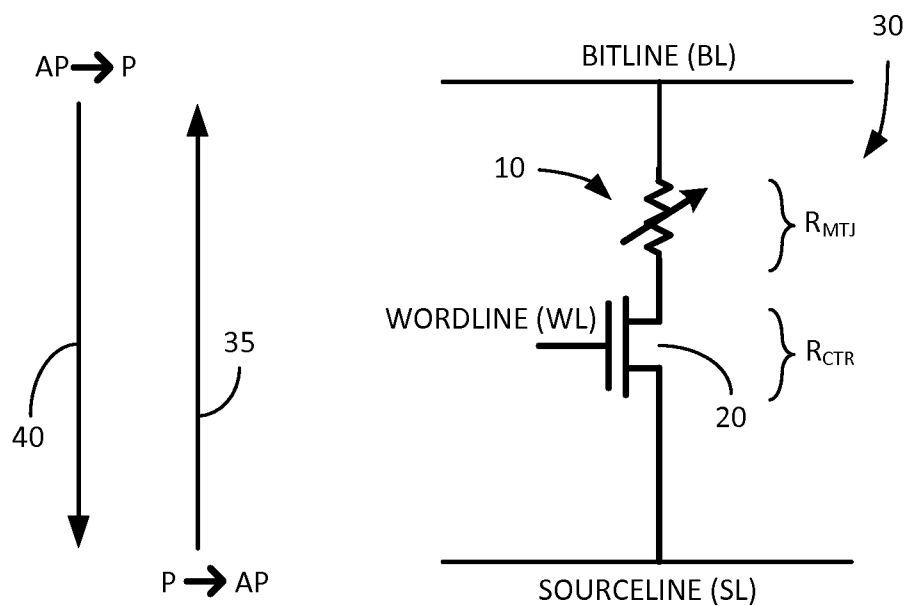 30
BITLINE (BL)
AP → P
10
R_MTJ
WORDLINE (WL)
35
R_CTR
40
20
P → AP
SOURCELINE (SL)